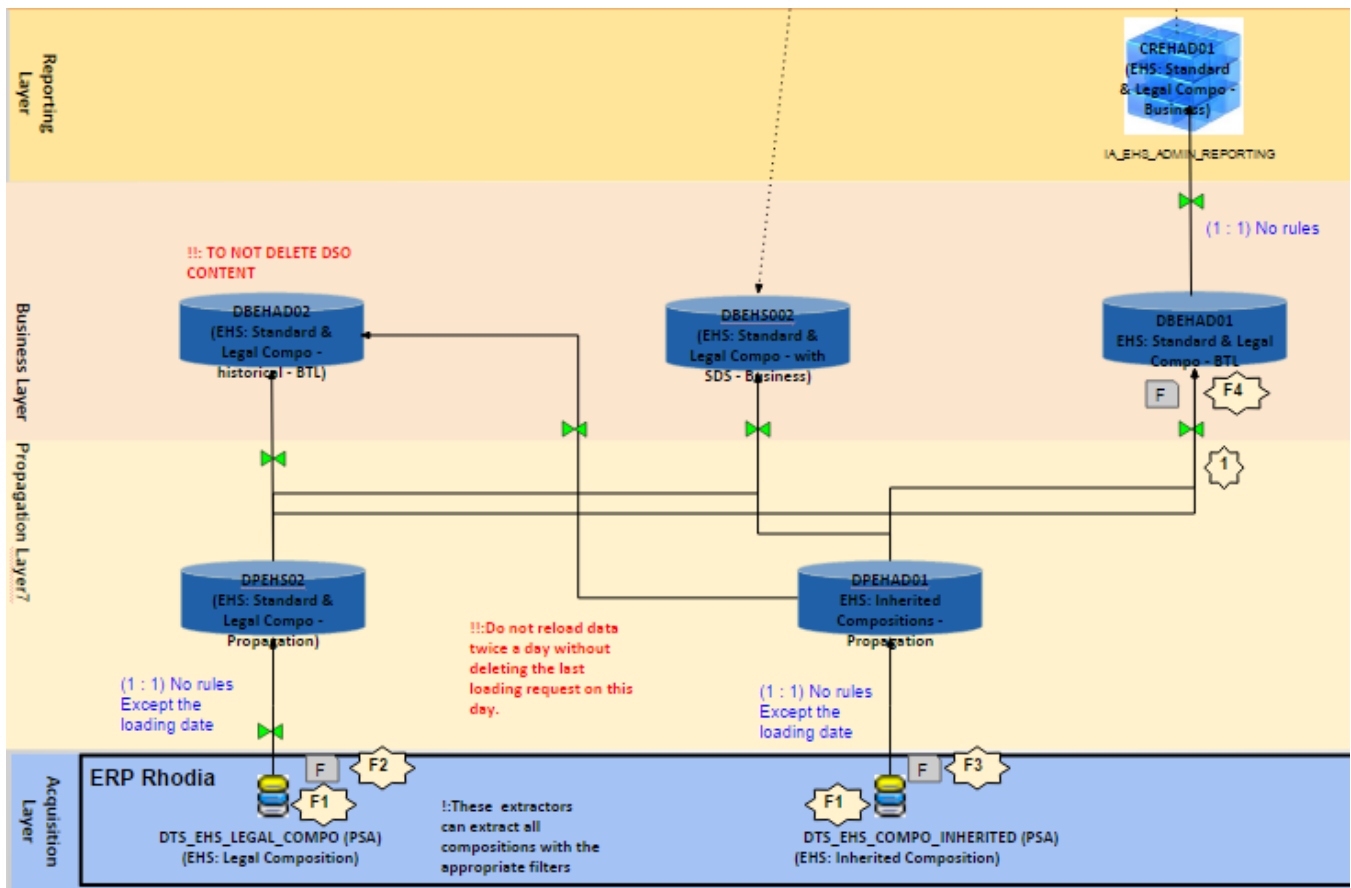 Reporting
Layer
CREHAD01
(EHS: Standard
& Legal Compo -
Business)
IA_EHS_ADMIN_REPORTING
(1 : 1) No rules
Business Layer
!!: TO NOT DELETE DSO
CONTENT
DBEHAD02
(EHS: Standard &
Legal Compo -
historical - BTL)
DBEHS002
(EHS: Standard &
Legal Compo - with
SDS - Business)
DBEHAD01
EHS: Standard & Legal
Compo - BTL
F
F4
Propagation Layer7
1
DPEHS02
(EHS: Standard &
Legal Compo -
Propagation)
DPEHAD01
EHS: Inherited
Compositions -
Propagation
!!:Do not reload data
twice a day without
deleting the last
loading request on this
day.
(1 : 1) No rules
Except the
loading date
(1 : 1) No rules
Except the
loading date
Acquisition
Layer
ERP Rhodia
F
F2
F1
DTS_EHS_LEGAL_COMPO (PSA)
(EHS: Legal Composition)
!:These extractors
can extract all
compositions with the
appropriate filters
F
F3
F1
DTS_EHS_COMPO_INHERITED (PSA)
(EHS: Inherited Composition)